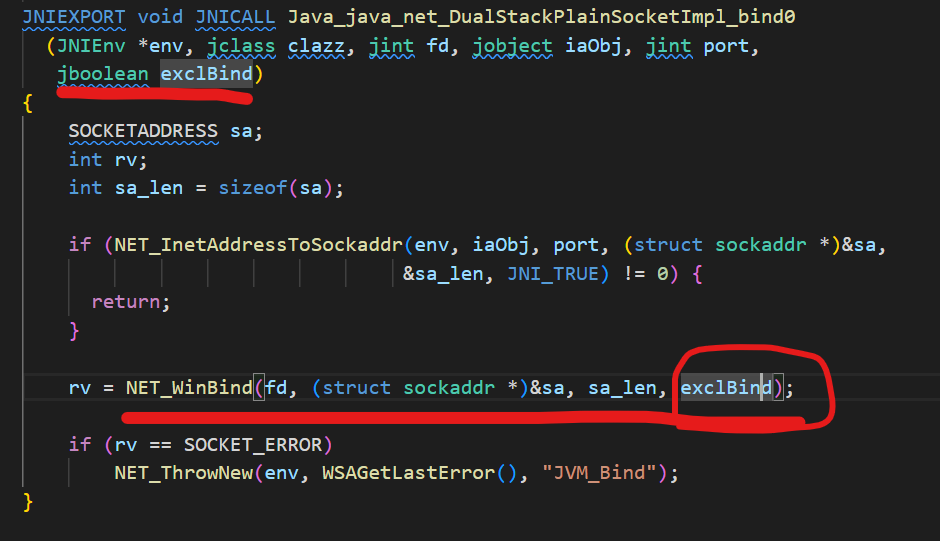 JNIEXPORT void JNICALL Java_java_net_DualStackPlainSocketImpl_bind0
(JNIEnv *env, jclass clazz, jint fd, jobject iaObj, jint port,
jboolean exclBind)
{
SOCKETADDRESS sa;
int rv;
int sa_len = sizeof(sa);
if (NET_InetAddressToSockaddr(env, iaObj, port, (struct sockaddr *)&sa,
&sa_len, JNI_TRUE) != 0) {
return;
}
rv = NET_WinBind(fd, (struct sockaddr *)&sa, sa_len, exclBind);
if (rv == SOCKET_ERROR)
NET_ThrowNew(env, WSAGetLastError(), "JVM_Bind");
}